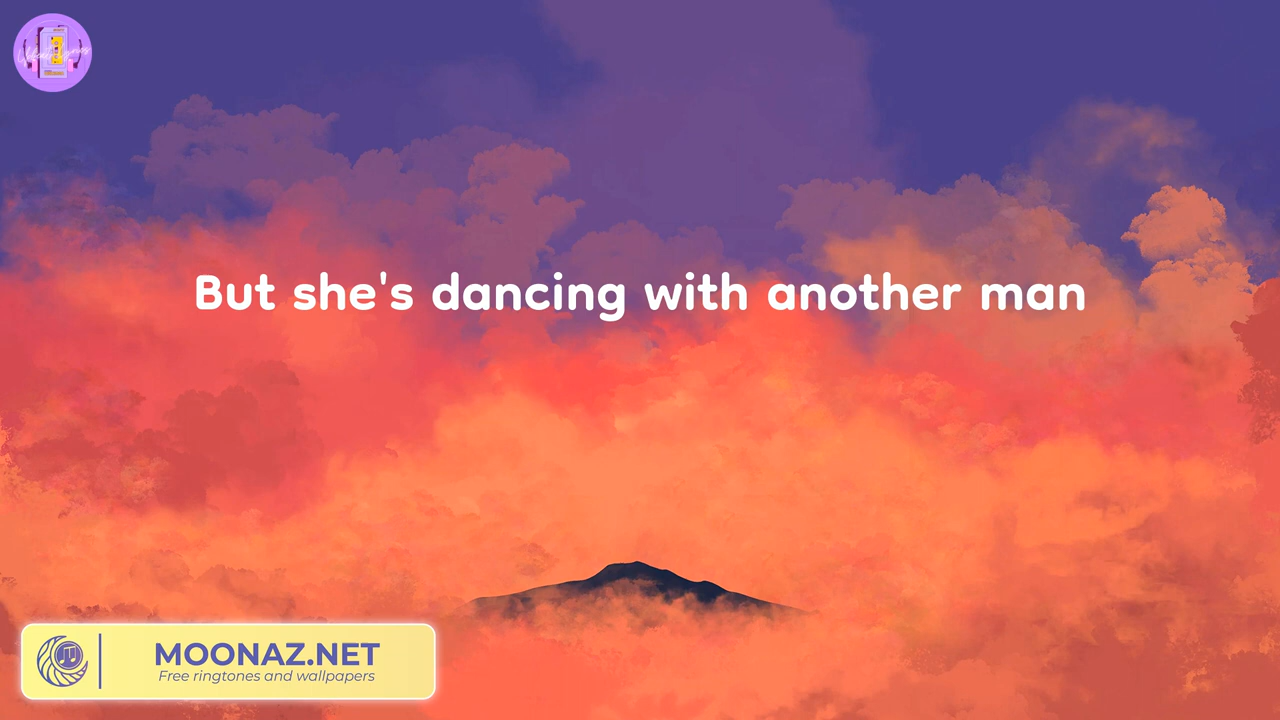 But she's dancing with another man
MOONAZ.NET
Free ringtones and wallpapers